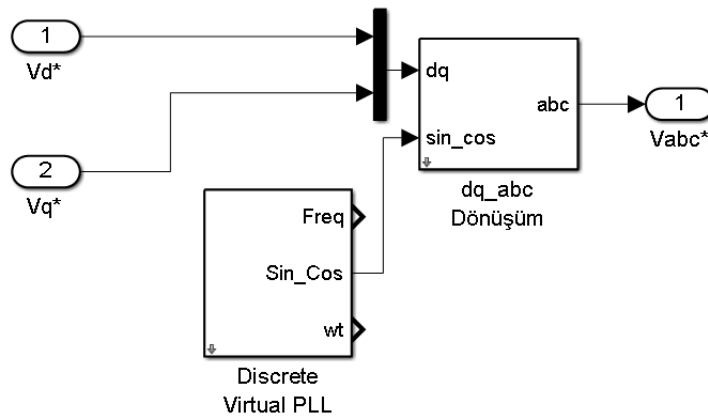 1
Vd*
2
Vq*
dq
sin_cos
abc
dq_abc
Dönüşüm
1
Vabc*
Freq
Sin_Cos
wt
Discrete
Virtual PLL